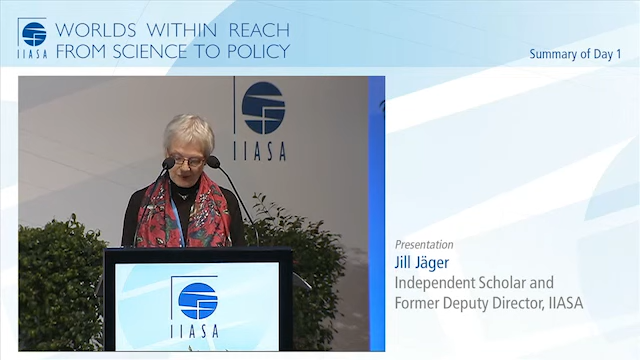 IIASA
WORLDS WITHIN REACH
FROM SCIENCE TO POLICY
Summary of Day 1
IIASA
Presentation
Jill Jäger
Independent Scholar and
Former Deputy Director, IIASA
IIASA